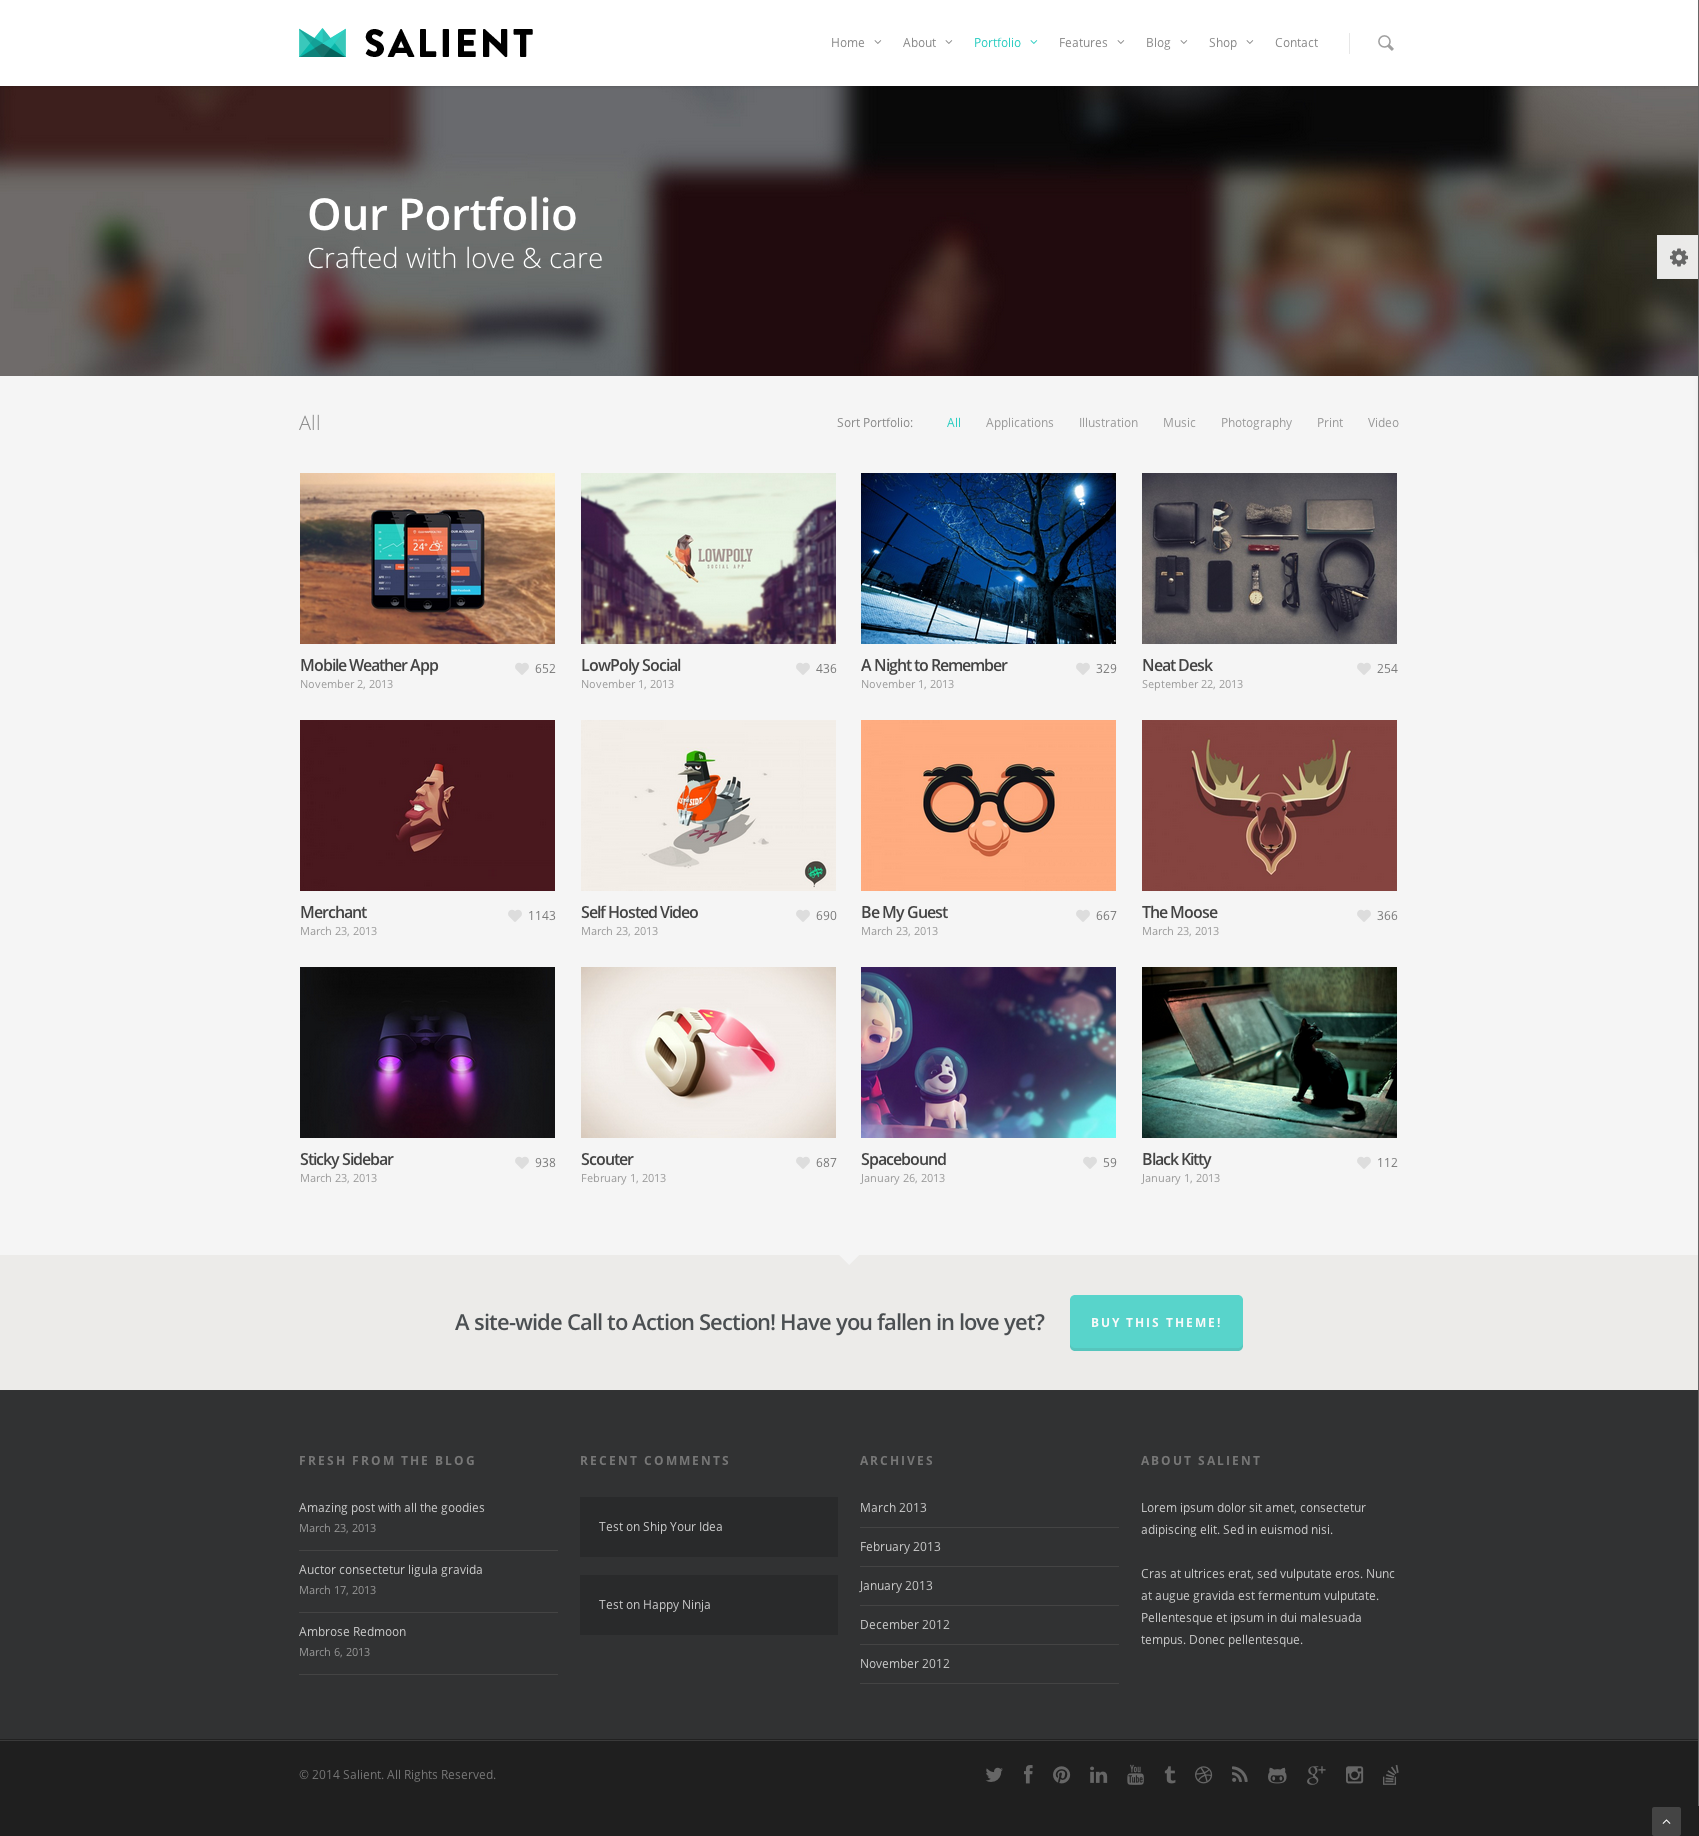 SALIENT
Home About Portfolio Features Blog Shop Contact
Our Portfolio
Crafted with love & care
All
Sort Portfolio: All Applications Illustration Music Photography Print Video
24°
LOWPOLY
SOCIAL APP
Mobile Weather App 652
November 2, 2013
LowPoly Social 436
November 1, 2013
A Night to Remember 329
November 1, 2013
Neat Desk 254
September 22, 2013
SIDE
Merchant 1143
March 23, 2013
Self Hosted Video 690
March 23, 2013
Be My Guest 667
March 23, 2013
The Moose 366
March 23, 2013
Sticky Sidebar 938
March 23, 2013
Scouter 687
February 1, 2013
Spacebound 59
January 26, 2013
Black Kitty 112
January 1, 2013
A site-wide Call to Action Section! Have you fallen in love yet?
BUY THIS THEME!
FRESH FROM THE BLOG
Amazing post with all the goodies
March 23, 2013
Auctor consectetur ligula gravida
March 17, 2013
Ambrose Redmoon
March 6, 2013
RECENT COMMENTS
Test on Ship Your Idea
Test on Happy Ninja
ARCHIVES
March 2013
February 2013
January 2013
December 2012
November 2012
ABOUT SALIENT
Lorem ipsum dolor sit amet, consectetur
adipiscing elit. Sed in euismod nisi.
Cras at ultrices erat, sed vulputate eros. Nunc
at augue gravida est fermentum vulputate.
Pellentesque et ipsum in dui malesuada
tempus. Donec pellentesque.
© 2014 Salient. All Rights Reserved.
You
Tube